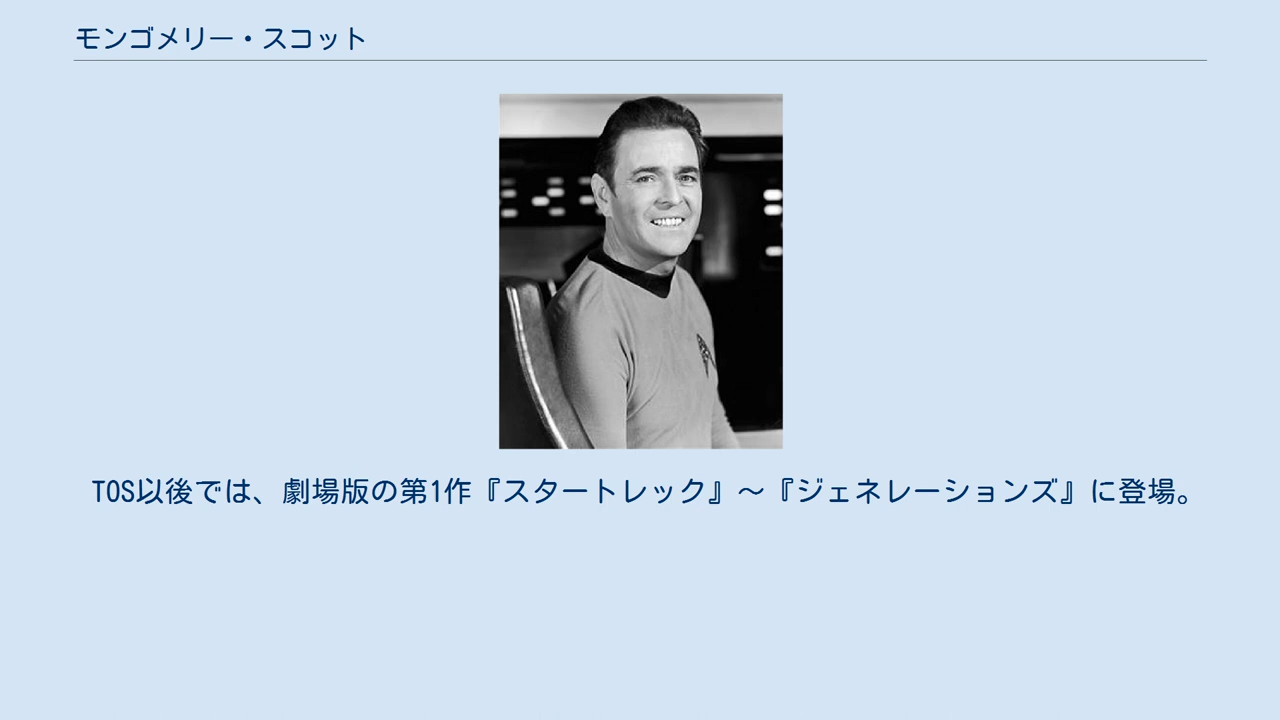 モンゴメリー・スコット
TOS以後では、劇場版の第1作『スタートレック』～『ジェネレーションズ』に登場。